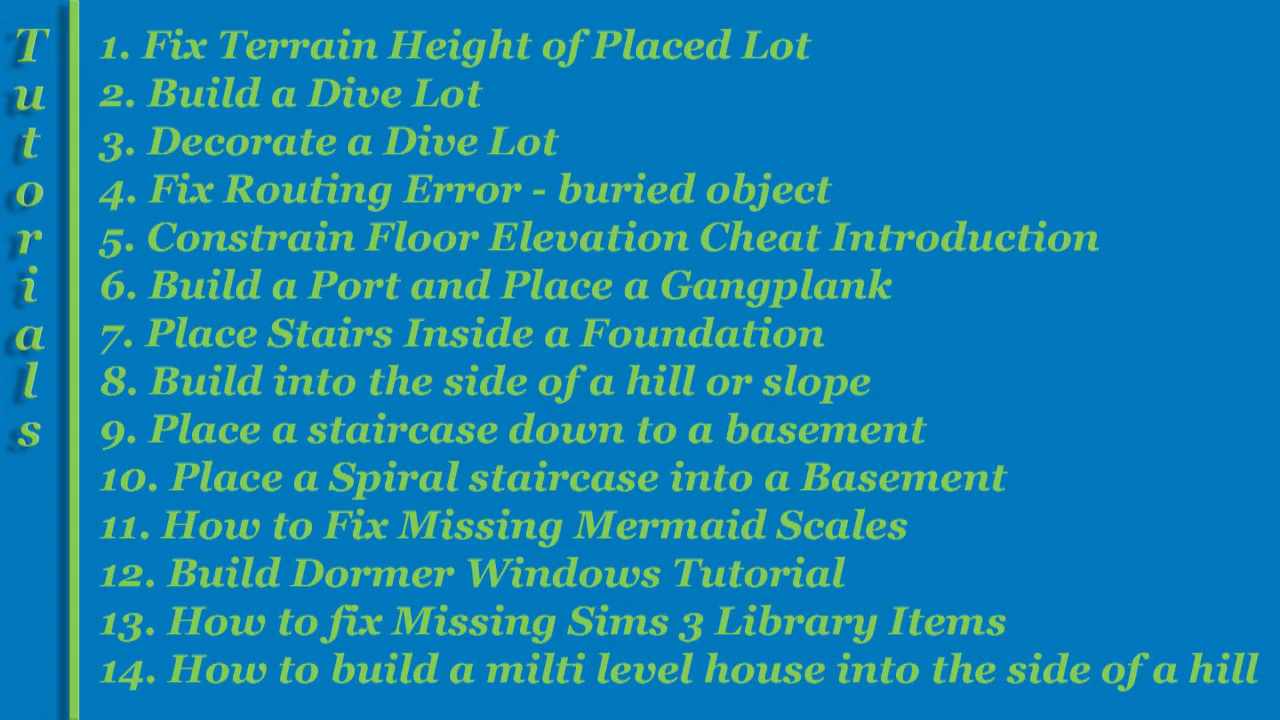 Tutorials
1. Fix Terrain Height of Placed Lot
2. Build a Dive Lot
3. Decorate a Dive Lot
4. Fix Routing Error - buried object
5. Constrain Floor Elevation Cheat Introduction
6. Build a Port and Place a Gangplank
7. Place Stairs Inside a Foundation
8. Build into the side of a hill or slope
9. Place a staircase down to a basement
10. Place a Spiral staircase into a Basement
11. How to Fix Missing Mermaid Scales
12. Build Dormer Windows Tutorial
13. How to fix Missing Sims 3 Library Items
14. How to build a milti level house into the side of a hill